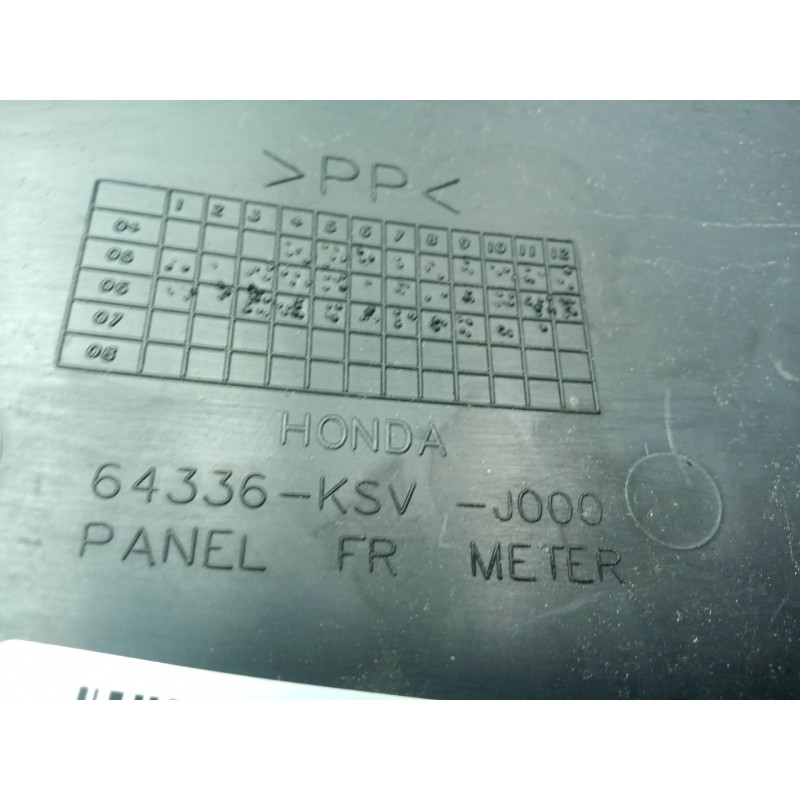 >PP<
1 2 3 4 5 6 7 8 9 10 11 12
04
05
06
07
08
HONDA
64336-KSV -J000
PANEL FR METER